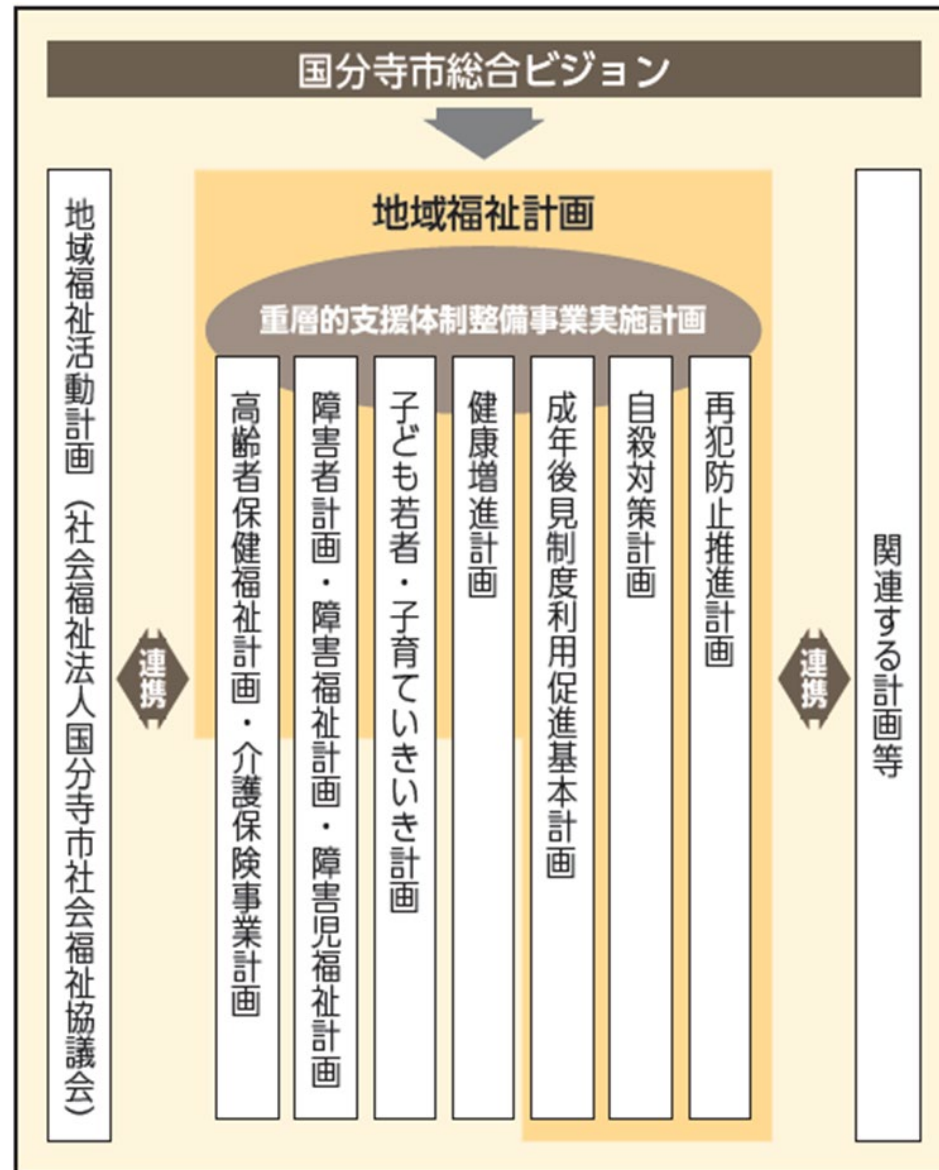 国分寺市総合ビジョン
地域福祉計画
重層的支援体制整備事業実施計画
地域福祉活動計画（社会福祉法人国分寺市社会福祉協議会）
連携
高齢者保健福祉計画・介護保険事業計画
障害者計画・障害福祉計画・障害児福祉計画
子ども若者・子育ていきいき計画
健康増進計画
成年後見制度利用促進基本計画
自殺対策計画
再犯防止推進計画
連携
関連する計画等